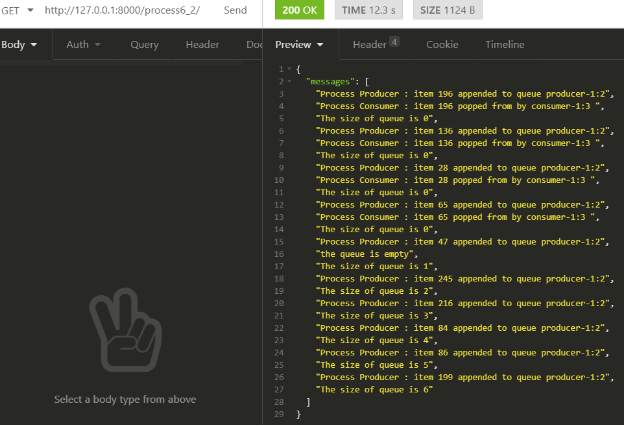 GET http://127.0.0.1:8000/process6_2/ Send
200 OK TIME 12.3 s SIZE 1124 B
Body Auth Query Header Doc
Preview Header 4 Cookie Timeline
1 {
2 "messages": [
3 "Process Producer : item 196 appended to queue producer-1:2",
4 "Process Consumer : item 196 popped from by consumer-1:3 ",
5 "The size of queue is 0",
6 "Process Producer : item 136 appended to queue producer-1:2",
7 "Process Consumer : item 136 popped from by consumer-1:3 ",
8 "The size of queue is 0",
9 "Process Producer : item 28 appended to queue producer-1:2",
10 "Process Consumer : item 28 popped from by consumer-1:3 ",
11 "The size of queue is 0",
12 "Process Producer : item 65 appended to queue producer-1:2",
13 "Process Consumer : item 65 popped from by consumer-1:3 ",
14 "The size of queue is 0",
15 "Process Producer : item 47 appended to queue producer-1:2",
16 "the queue is empty",
17 "The size of queue is 1",
18 "Process Producer : item 245 appended to queue producer-1:2",
19 "The size of queue is 2",
20 "Process Producer : item 216 appended to queue producer-1:2",
21 "The size of queue is 3",
22 "Process Producer : item 84 appended to queue producer-1:2",
23 "The size of queue is 4",
24 "Process Producer : item 86 appended to queue producer-1:2",
25 "The size of queue is 5",
26 "Process Producer : item 199 appended to queue producer-1:2",
27 "The size of queue is 6"
28 ]
29 }
Select a body type from above